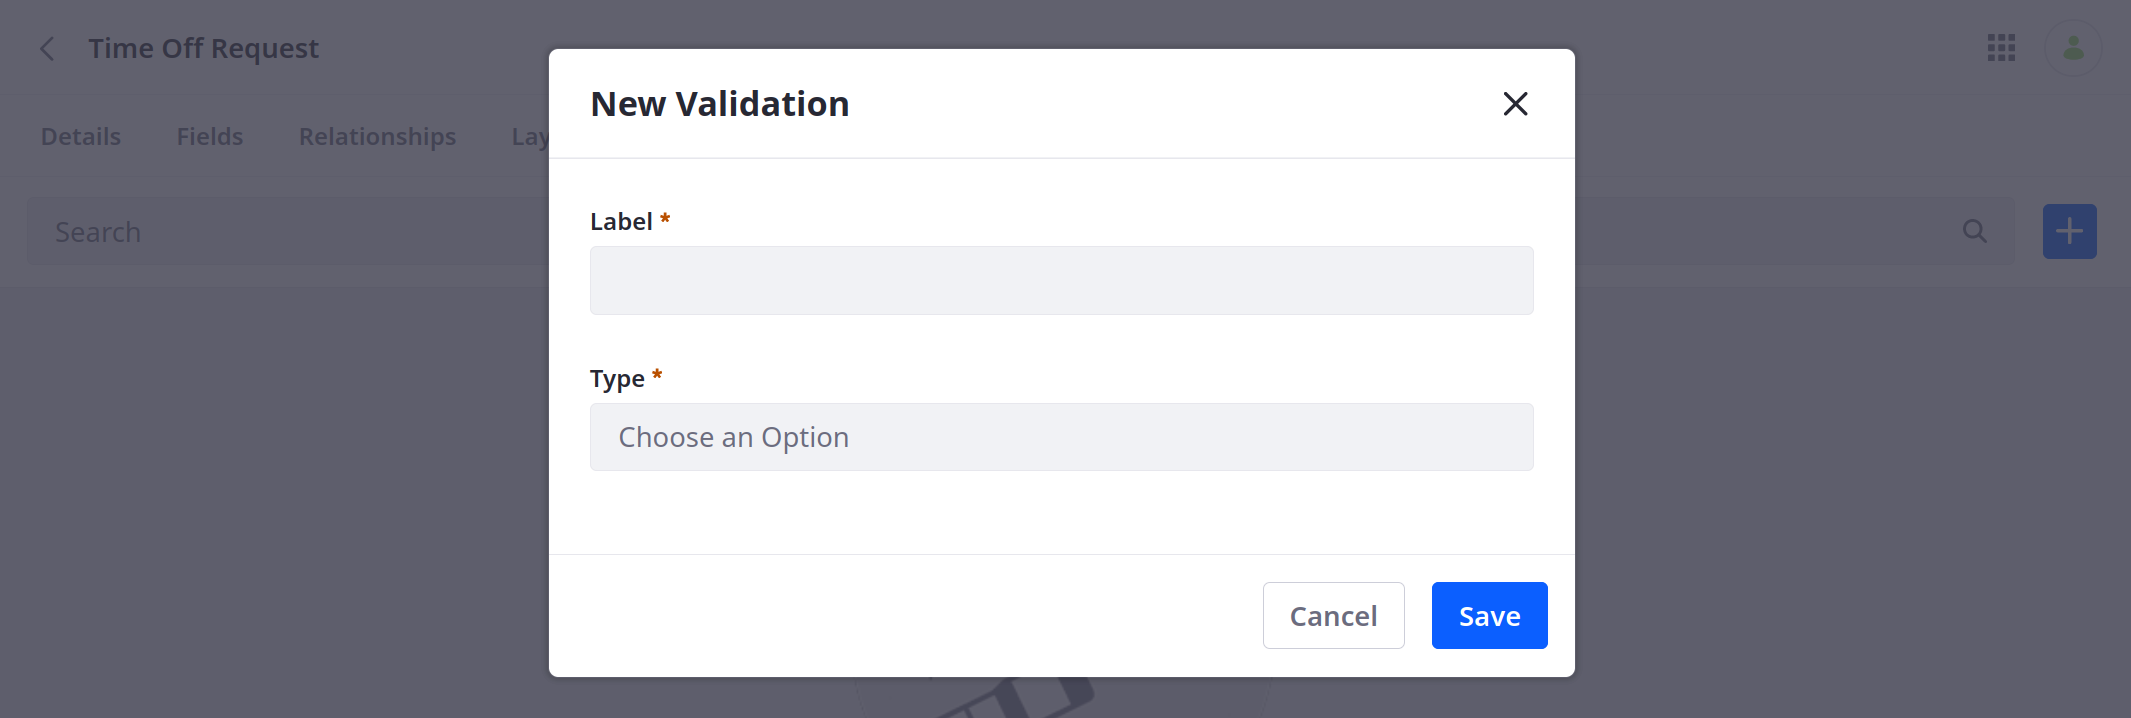 Time Off Request
New Validation
Details Fields Relationships Lay
Search
Label *
Type *
Choose an Option
Cancel Save